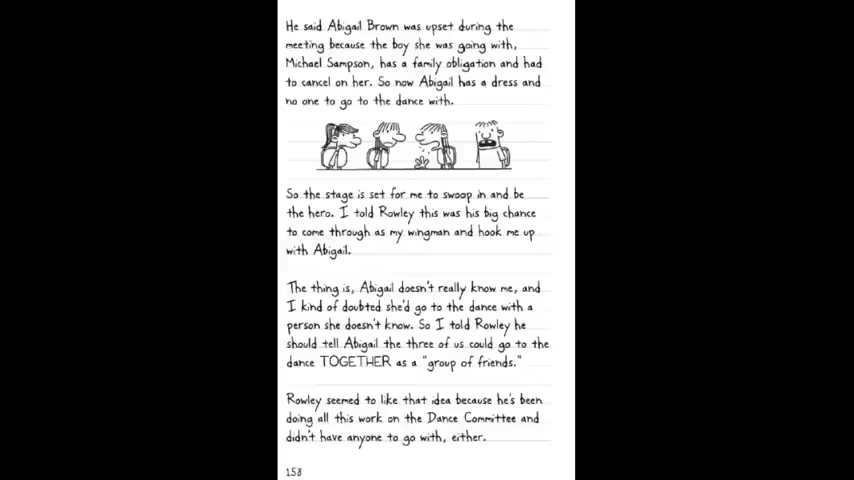 He said Abigail Brown was upset during the
meeting because the boy she was going with,
Michael Sampson, has a family obligation and had
to cancel on her. So now Abigail has a dress and
no one to go to the dance with.
So the stage is set for me to swoop in and be
the hero. I told Rowley this was his big chance
to come through as my wingman and hook me up
with Abigail.
The thing is, Abigail doesn't really know me, and
I kind of doubted she'd go to the dance with a
person she doesn't know. So I told Rowley he
should tell Abigail the three of us could go to the
dance TOGETHER as a "group of friends."
Rowley seemed to like that idea because he's been
doing all this work on the Dance Committee and
didn't have anyone to go with, either.
158